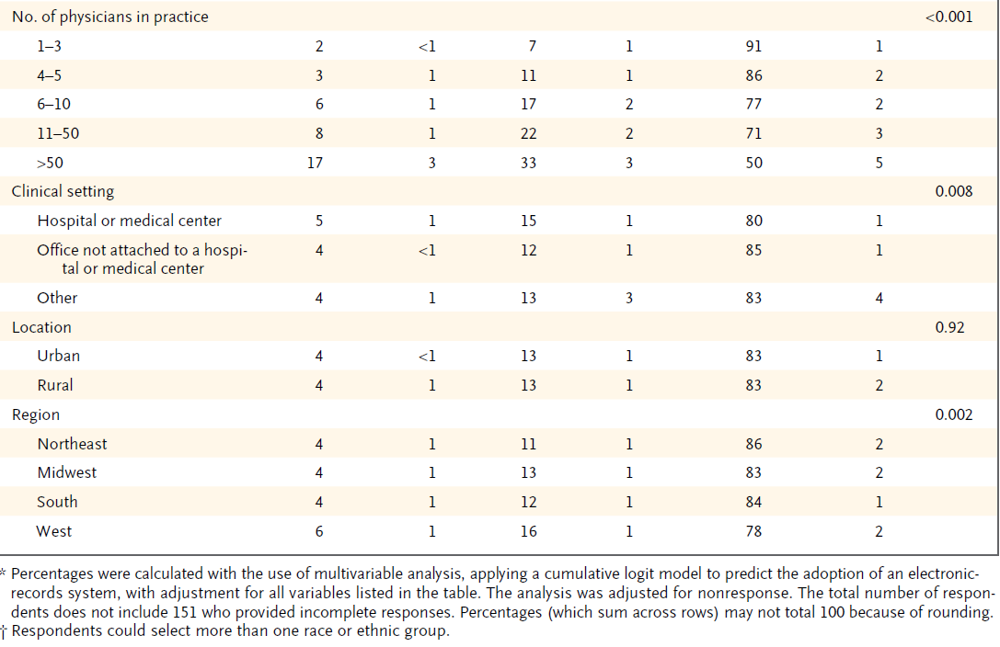 No. of physicians in practice <0.001
1–3 2 <1 7 1 91 1
4–5 3 1 11 1 86 2
6–10 6 1 17 2 77 2
11–50 8 1 22 2 71 3
>50 17 3 33 3 50 5
Clinical setting 0.008
Hospital or medical center 5 1 15 1 80 1
Office not attached to a hospi- 4 <1 12 1 85 1
tal or medical center
Other 4 1 13 3 83 4
Location 0.92
Urban 4 <1 13 1 83 1
Rural 4 1 13 1 83 2
Region 0.002
Northeast 4 1 11 1 86 2
Midwest 4 1 13 1 83 2
South 4 1 12 1 84 1
West 6 1 16 1 78 2
* Percentages were calculated with the use of multivariable analysis, applying a cumulative logit model to predict the adoption of an electronic-
records system, with adjustment for all variables listed in the table. The analysis was adjusted for nonresponse. The total number of respon-
dents does not include 151 who provided incomplete responses. Percentages (which sum across rows) may not total 100 because of rounding.
† Respondents could select more than one race or ethnic group.